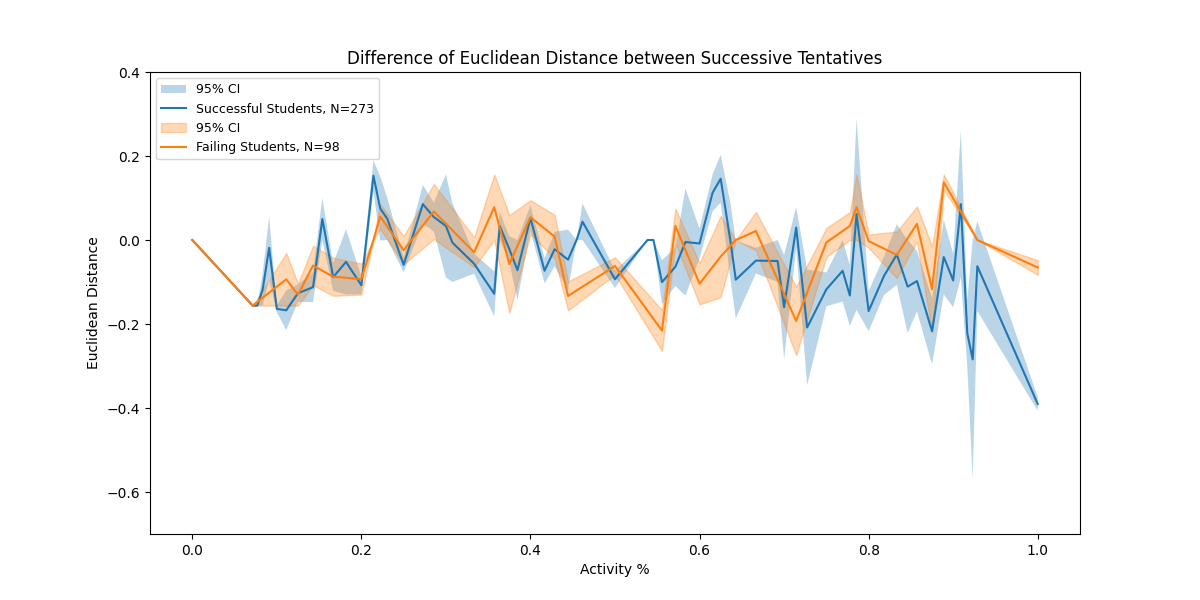 Difference of Euclidean Distance between Successive Tentatives
95% CI
Successful Students, N=273
95% CI
Failing Students, N=98
0.4
0.2
0.0
−0.2
−0.4
−0.6
Euclidean Distance
0.0 0.2 0.4 0.6 0.8 1.0
Activity %